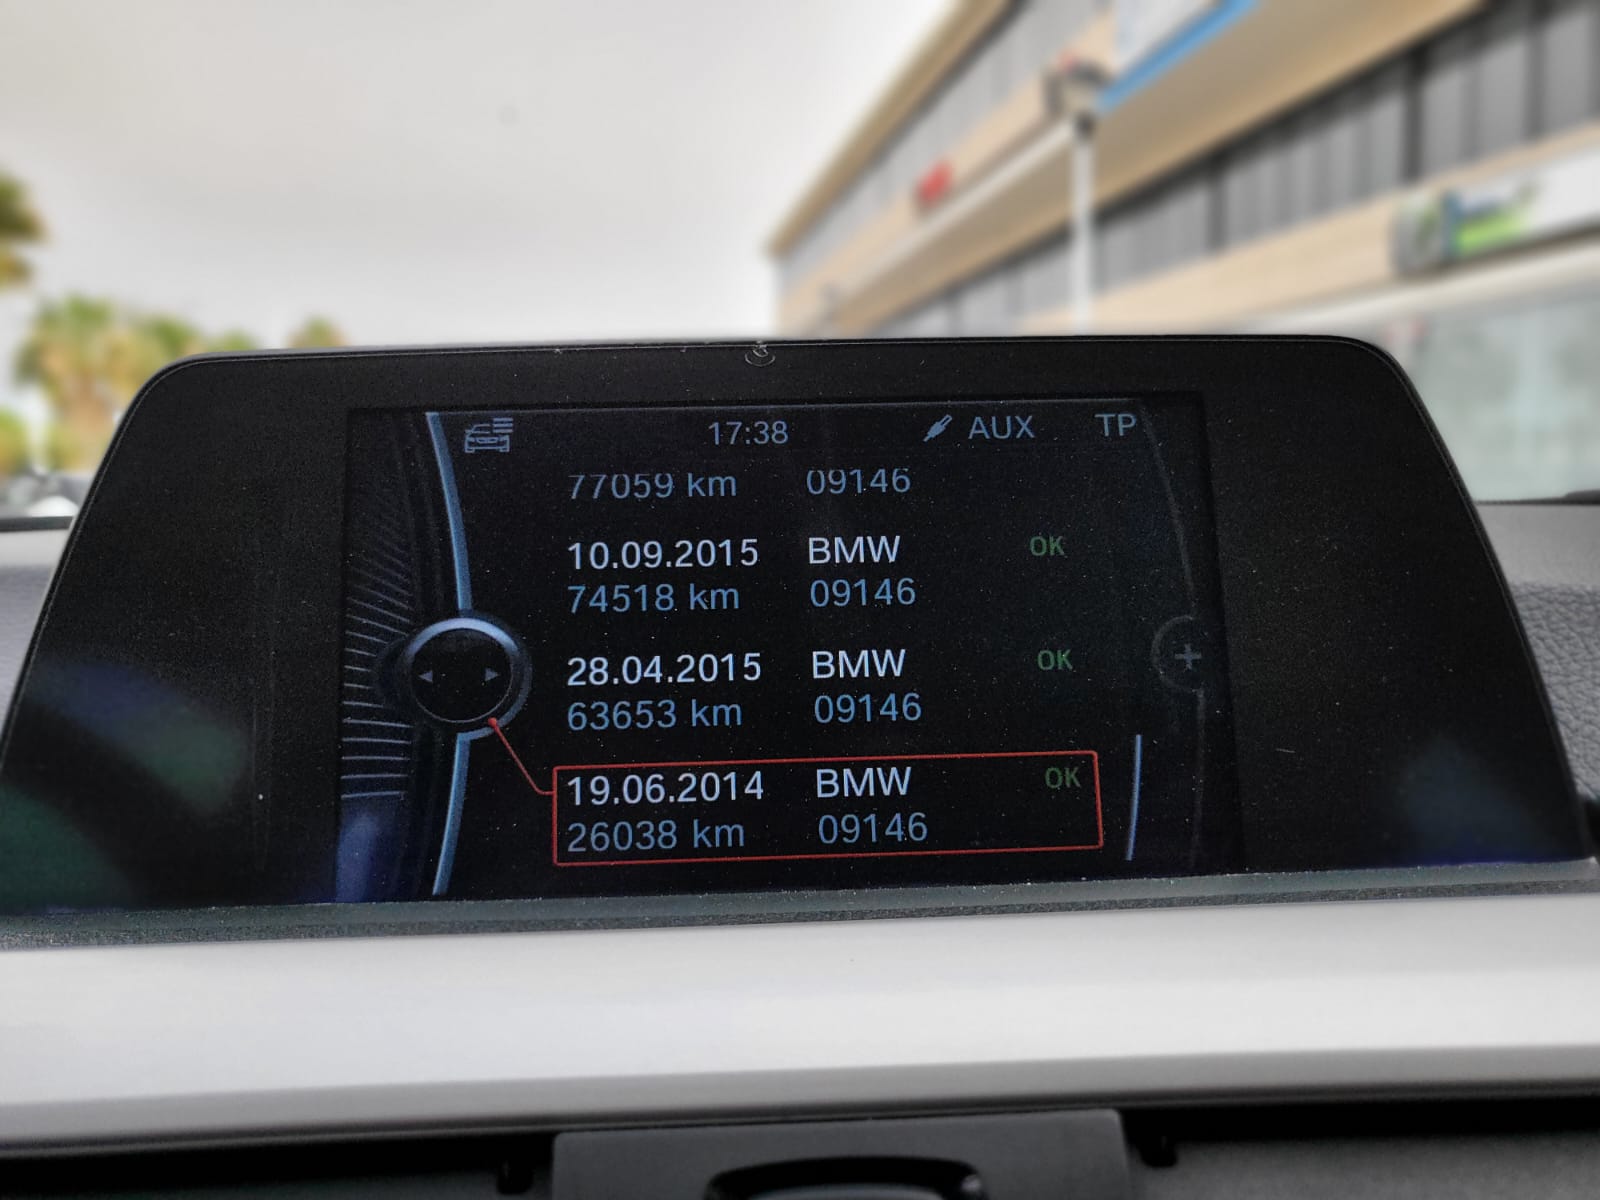 17:38 AUX TP
77059 km 09146
10.09.2015 BMW OK
74518 km 09146
28.04.2015 BMW OK
63653 km 09146
19.06.2014 BMW OK
26038 km 09146